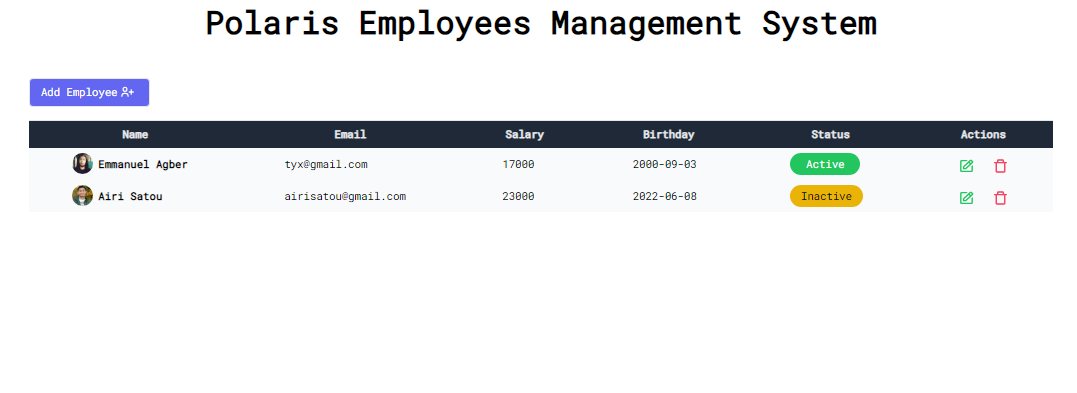 Polaris Employees Management System
Add Employee
Name Email Salary Birthday Status Actions
Emmanuel Agber tyx@gmail.com 17000 2000-09-03 Active
Airi Satou airisatou@gmail.com 23000 2022-06-08 Inactive